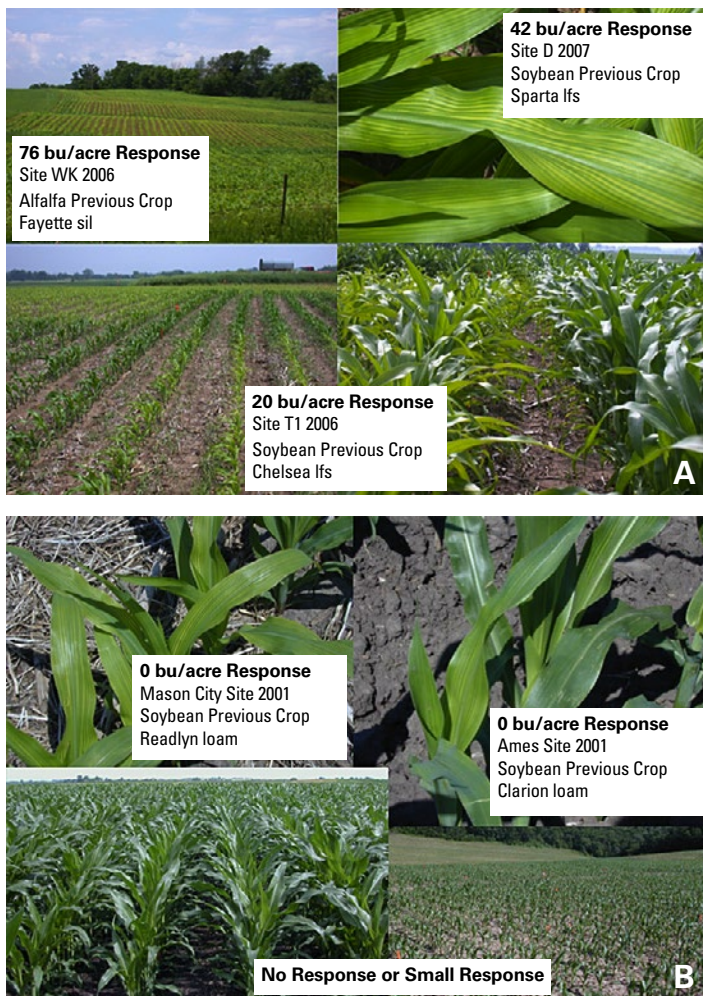 76 bu/acre Response
Site WK 2006
Alfalfa Previous Crop
Fayette sil
42 bu/acre Response
Site D 2007
Soybean Previous Crop
Sparta lfs
20 bu/acre Response
Site T1 2006
Soybean Previous Crop
Chelsea lfs
A
0 bu/acre Response
Mason City Site 2001
Soybean Previous Crop
Readlyn loam
0 bu/acre Response
Ames Site 2001
Soybean Previous Crop
Clarion loam
No Response or Small Response
B